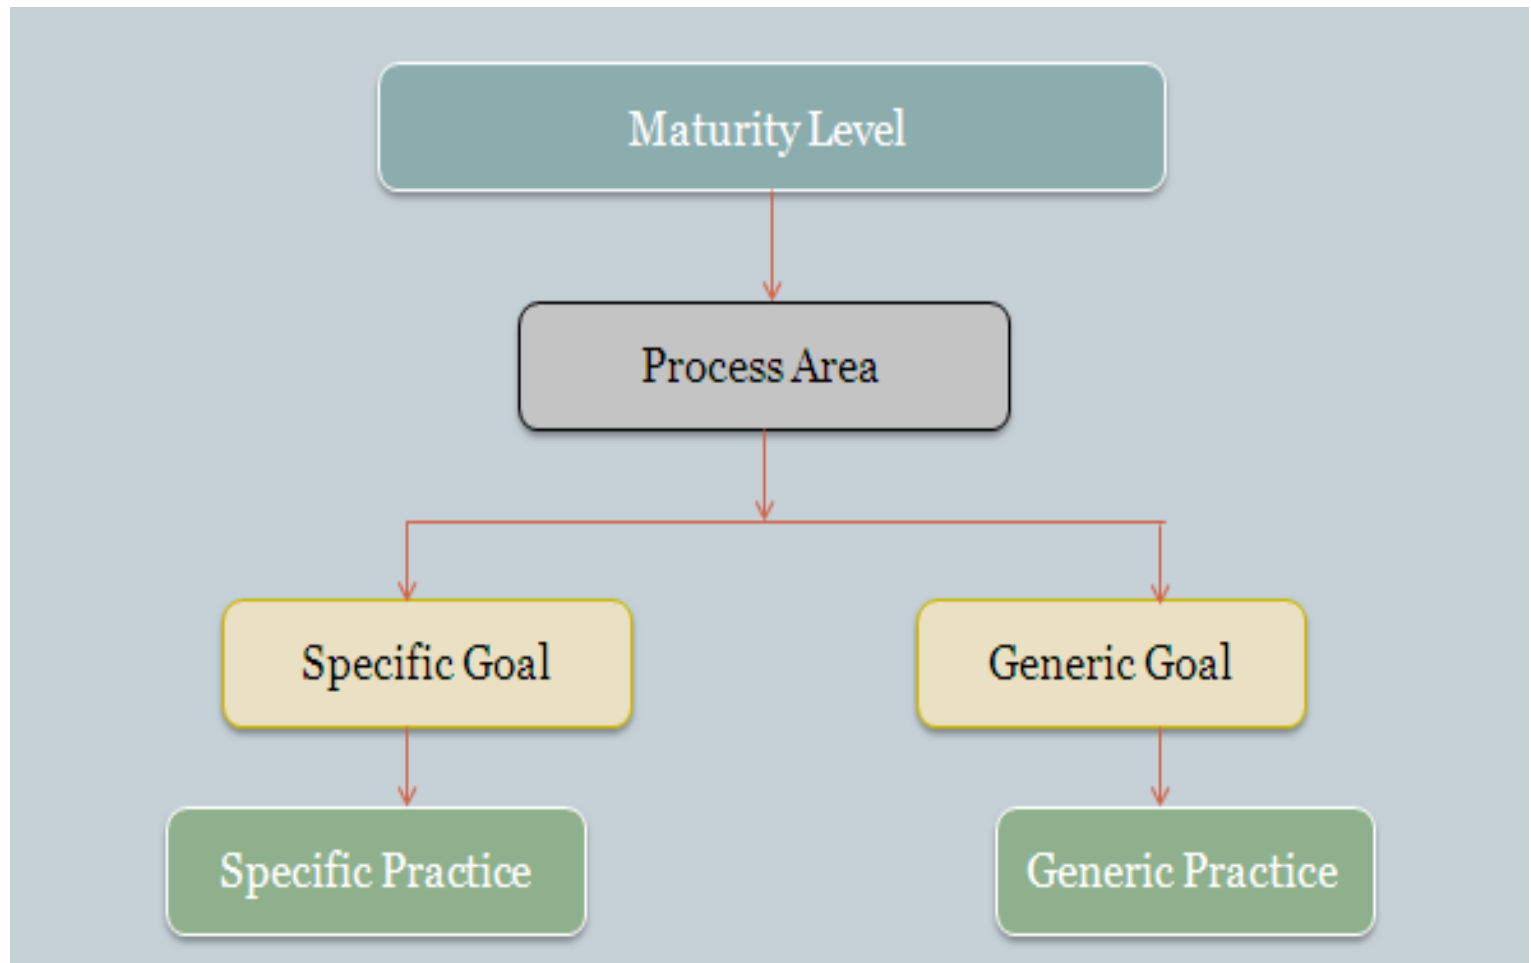 Maturity Level
Process Area
Specific Goal
Generic Goal
Specific Practice
Generic Practice